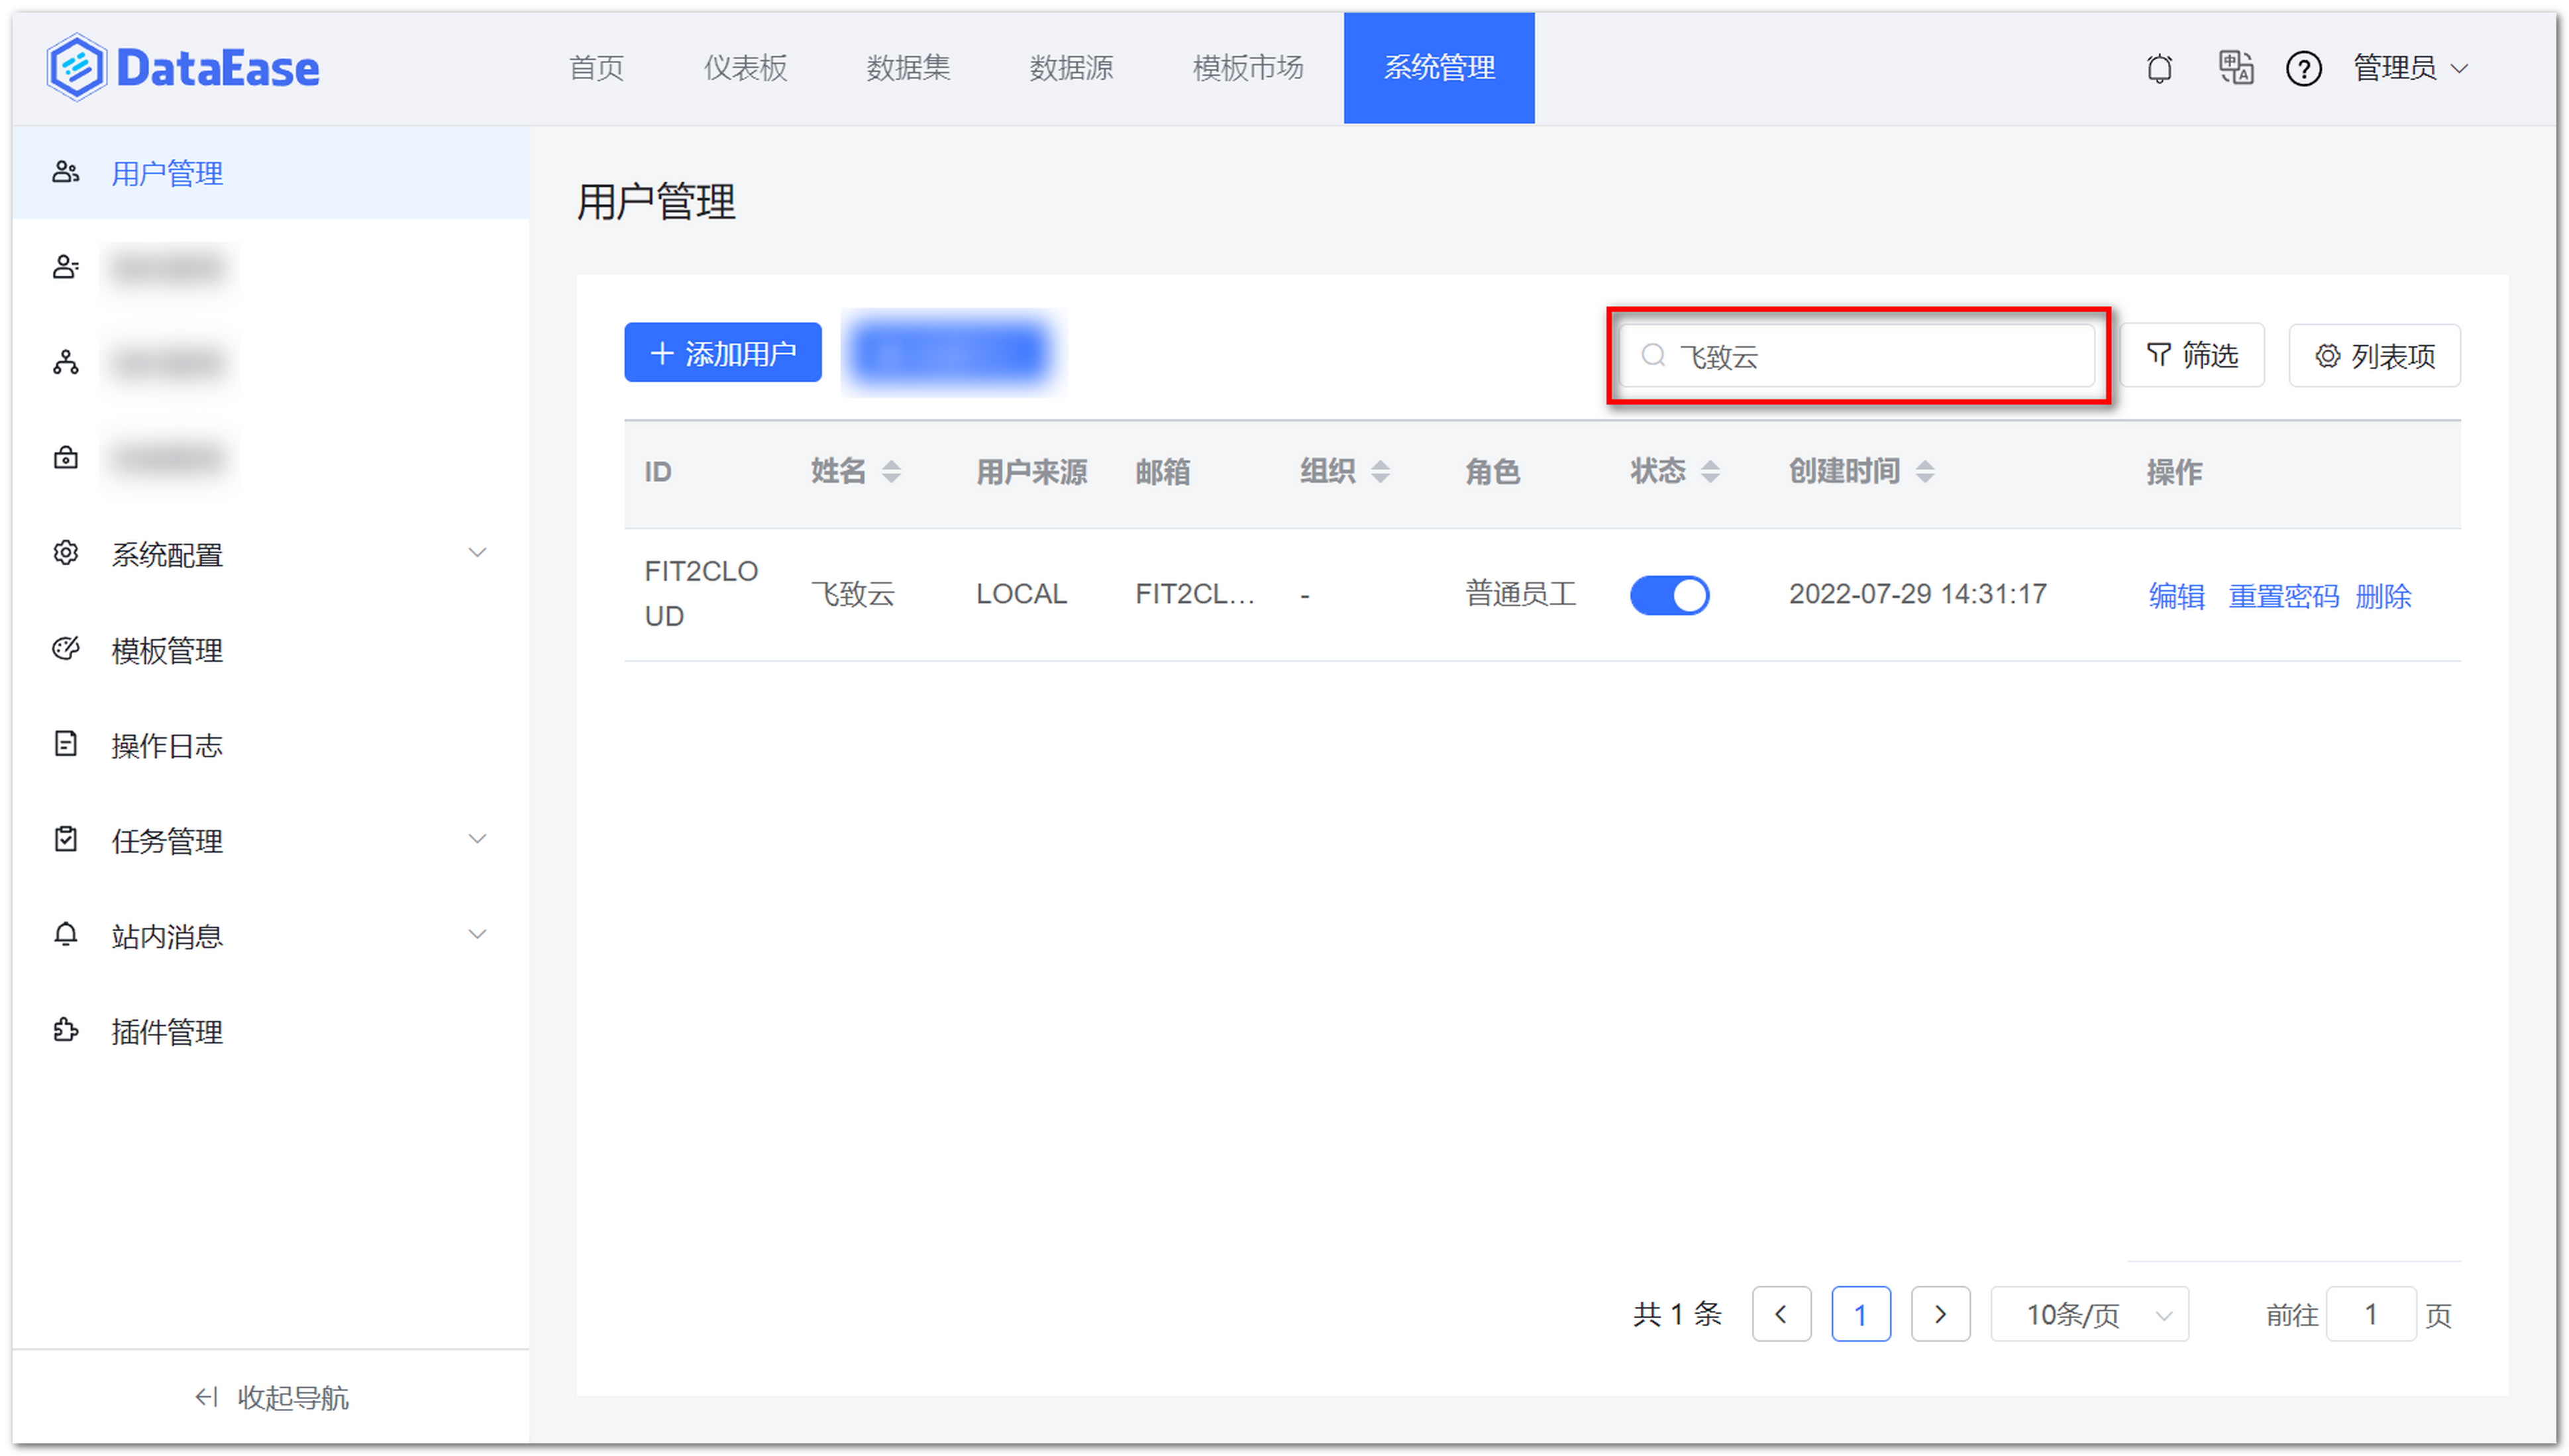 DataEase
首页 仪表板 数据集 数据源 模板市场 系统管理
管理员
用户管理
系统配置
模板管理
操作日志
任务管理
站内消息
插件管理
收起导航
用户管理
添加用户
飞致云
筛选
列表项
ID 姓名 用户来源 邮箱 组织 角色 状态 创建时间 操作
FIT2CLO
UD
飞致云 LOCAL FIT2CL... - 普通员工 2022-07-29 14:31:17 编辑 重置密码 删除
共 1 条 1 10条/页 前往 1 页